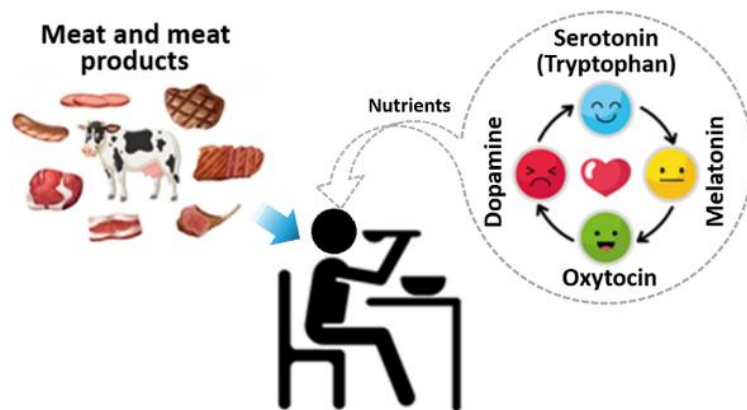 Meat and meat
products
Nutrients
Serotonin
(Tryptophan)
Dopamine
Melatonin
Oxytocin